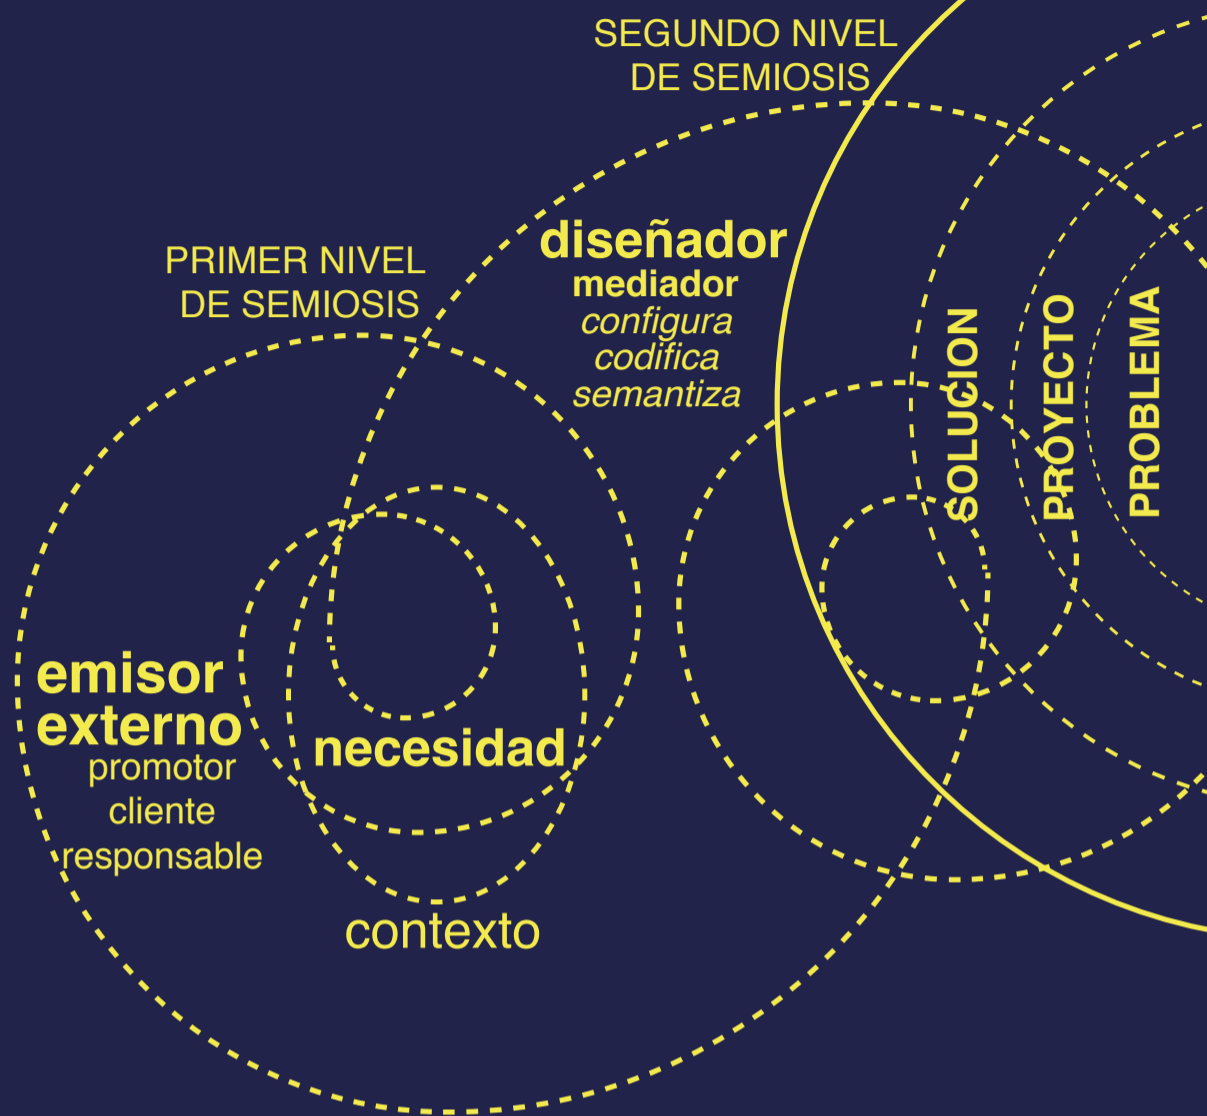 SEGUNDO NIVEL
DE SEMIOSIS
diseñador
mediador
configura
codifica
semantiza
PRIMER NIVEL
DE SEMIOSIS
SOLUCION
PROYECTO
PROBLEMA
emisor
externo
promotor
cliente
responsable
necesidad
contexto